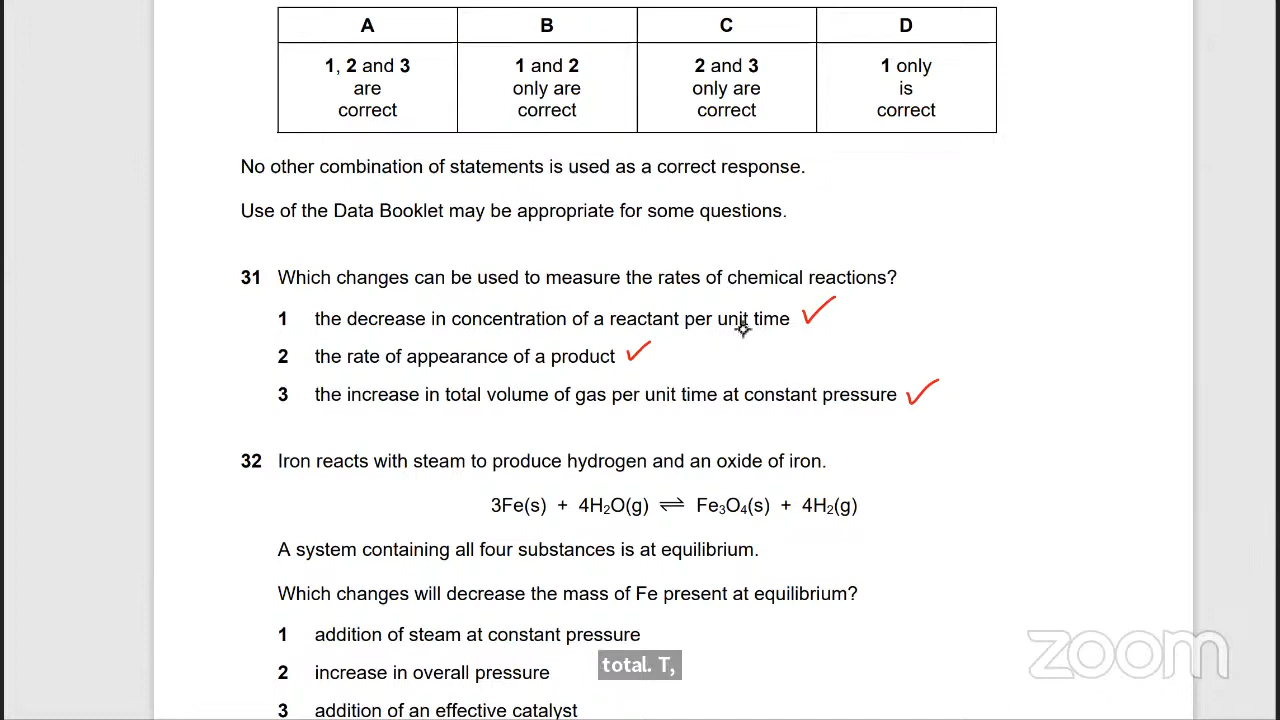 A B C D
1, 2 and 3 1 and 2 2 and 3 1 only
are only are only are is
correct correct correct correct
No other combination of statements is used as a correct response.
Use of the Data Booklet may be appropriate for some questions.
31 Which changes can be used to measure the rates of chemical reactions?
1 the decrease in concentration of a reactant per unit time
2 the rate of appearance of a product
3 the increase in total volume of gas per unit time at constant pressure
32 Iron reacts with steam to produce hydrogen and an oxide of iron.
3Fe(s) + 4H₂O(g) ⇌ Fe₃O₄(s) + 4H₂(g)
A system containing all four substances is at equilibrium.
Which changes will decrease the mass of Fe present at equilibrium?
1 addition of steam at constant pressure
zoom
total. T,
2 increase in overall pressure
3 addition of an effective catalyst